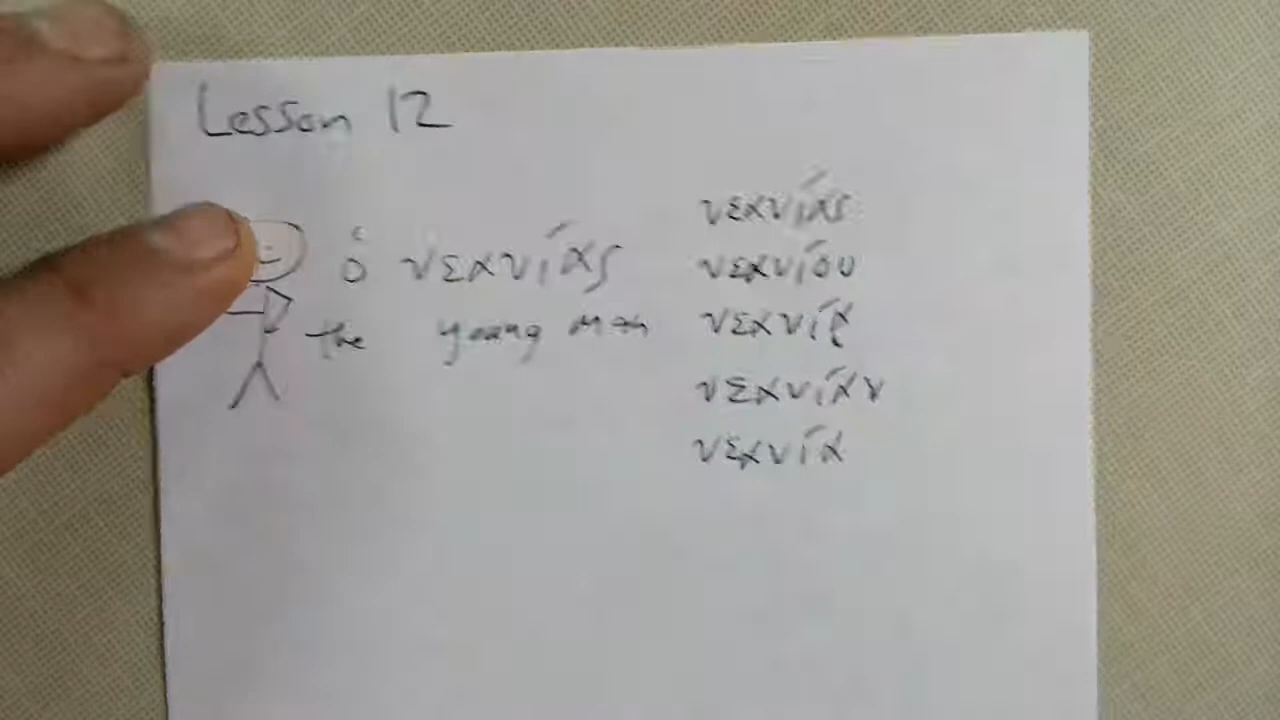 Lesson 12
ὁ νεανίας
the young man
νεανίας
νεανίου
νεανίᾳ
νεανίαν
νεανία